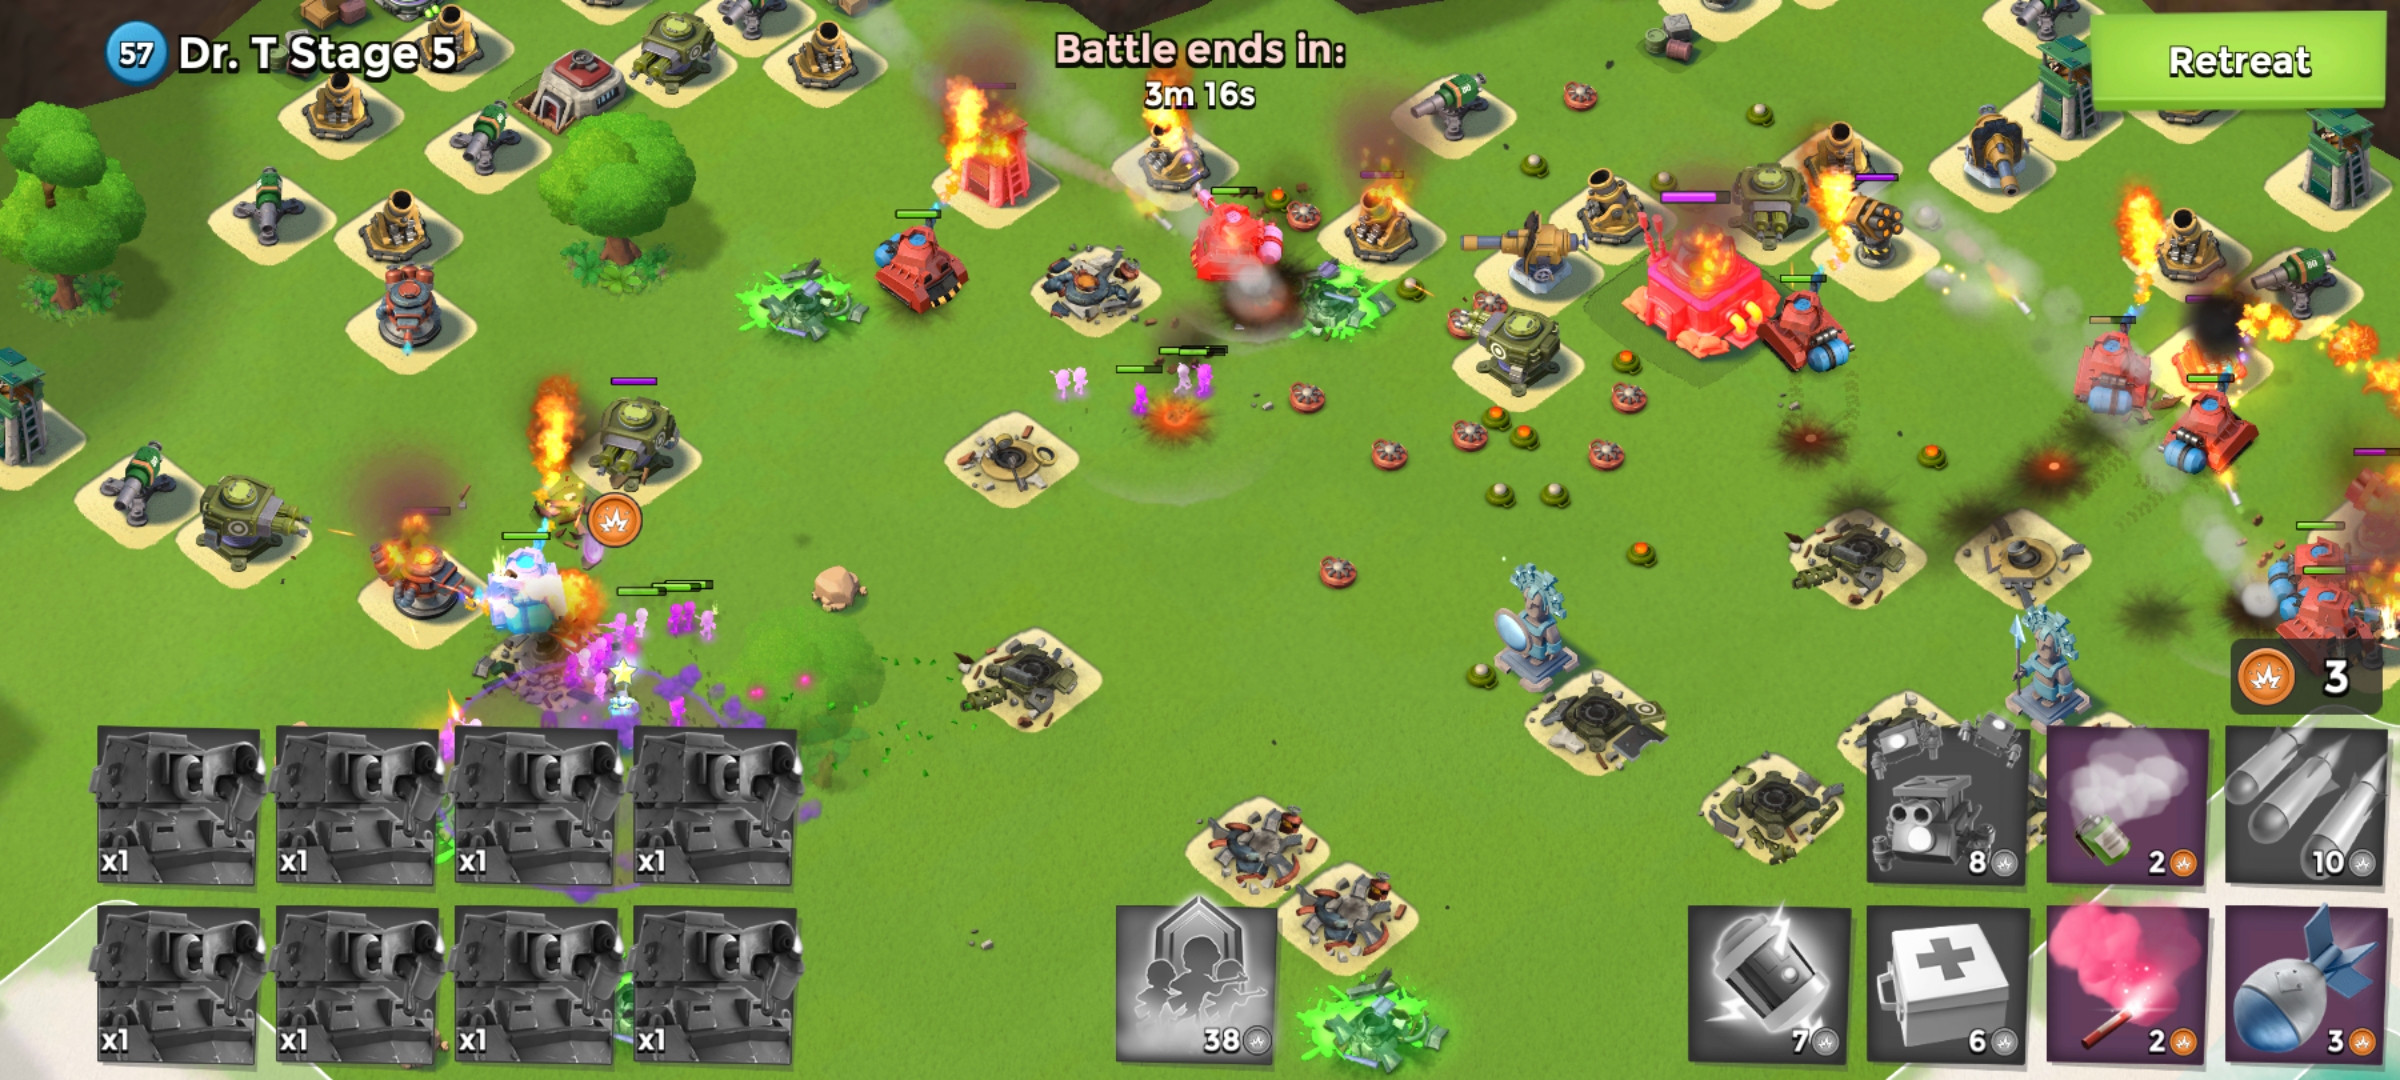 57 Dr. T Stage 5
Battle ends in:
3m 16s
Retreat
3
x1 x1 x1 x1
8 2 10
x1 x1 x1 x1
38 7 6 2 3